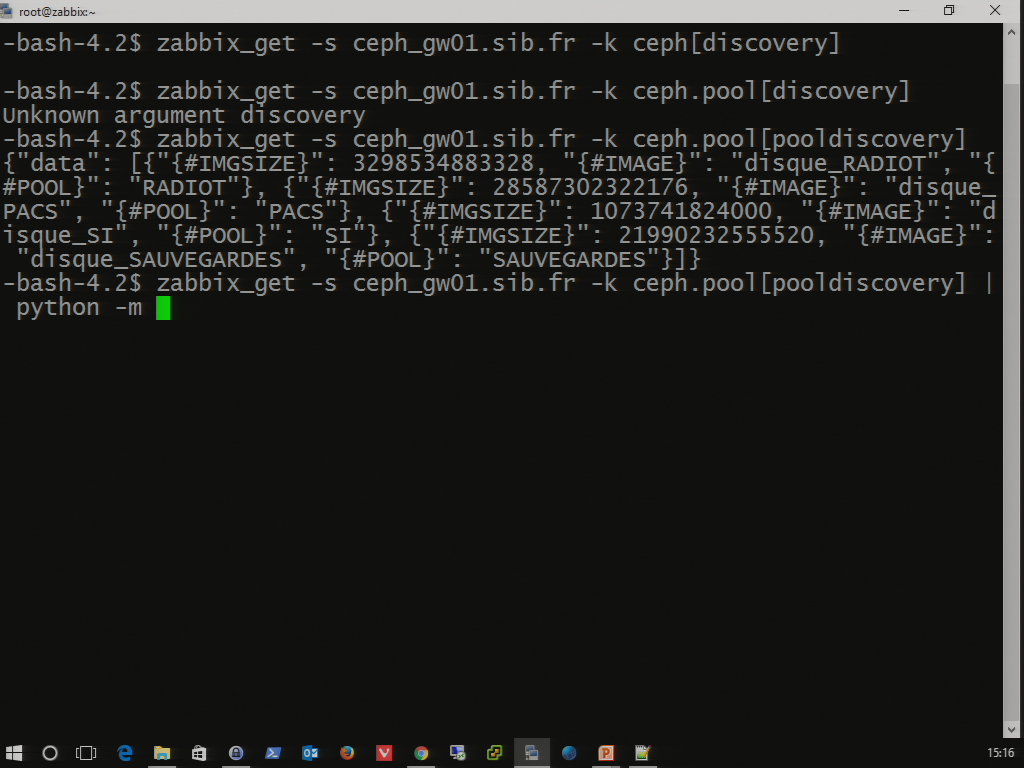 root@zabbix:~
-bash-4.2$ zabbix_get -s ceph_gw01.sib.fr -k ceph[discovery]
-bash-4.2$ zabbix_get -s ceph_gw01.sib.fr -k ceph.pool[discovery]
Unknown argument discovery
-bash-4.2$ zabbix_get -s ceph_gw01.sib.fr -k ceph.pool[pooldiscovery]
{"data": [{"{#IMGSIZE}": 3298534883328, "{#IMAGE}": "disque_RADIOT", "{
#POOL}": "RADIOT"}, {"{#IMGSIZE}": 28587302322176, "{#IMAGE}": "disque_
PACS", "{#POOL}": "PACS"}, {"{#IMGSIZE}": 1073741824000, "{#IMAGE}": "d
isque_SI", "{#POOL}": "SI"}, {"{#IMGSIZE}": 21990232555520, "{#IMAGE}":
 "disque_SAUVEGARDES", "{#POOL}": "SAUVEGARDES"}]}
-bash-4.2$ zabbix_get -s ceph_gw01.sib.fr -k ceph.pool[pooldiscovery] |
 python -m
15:16